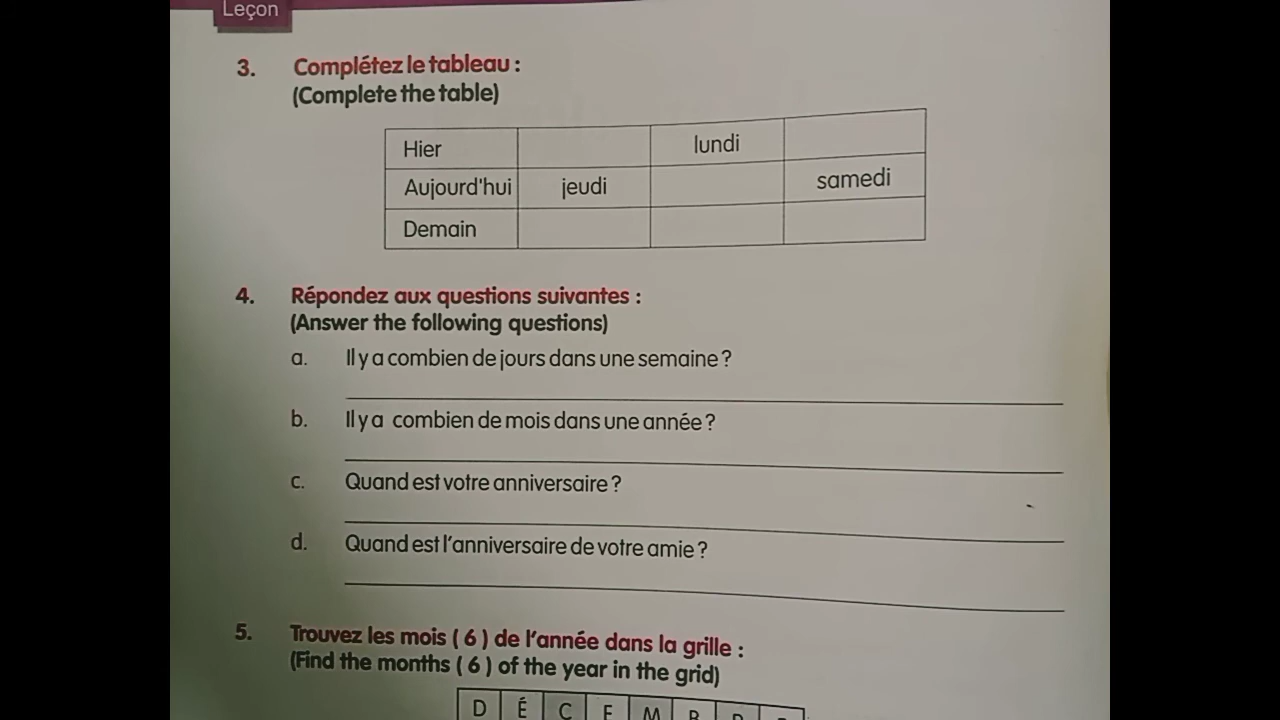 Leçon
3. Complétez le tableau :
(Complete the table)
Hier lundi
Aujourd'hui jeudi samedi
Demain
4. Répondez aux questions suivantes :
(Answer the following questions)
a. Il y a combien de jours dans une semaine ?
b. Il y a combien de mois dans une année ?
c. Quand est votre anniversaire ?
d. Quand est l'anniversaire de votre amie ?
5. Trouvez les mois ( 6 ) de l'année dans la grille :
(Find the months ( 6 ) of the year in the grid)
D É C E M B